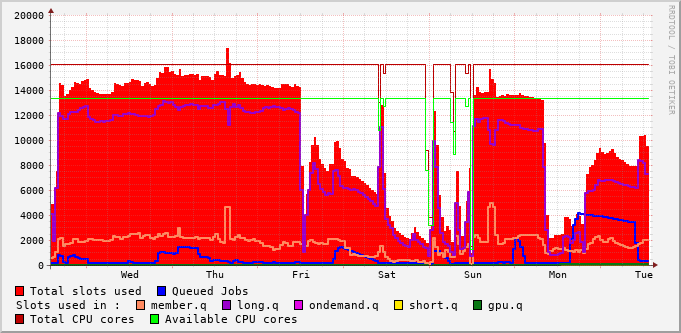 20000
18000
16000
14000
12000
10000
8000
6000
4000
2000
0
Wed Thu Fri Sat Sun Mon Tue
Total slots used Queued Jobs
Slots used in : member.q long.q ondemand.q short.q gpu.q
Total CPU cores Available CPU cores
RRDTOOL / TOBI OETIKER